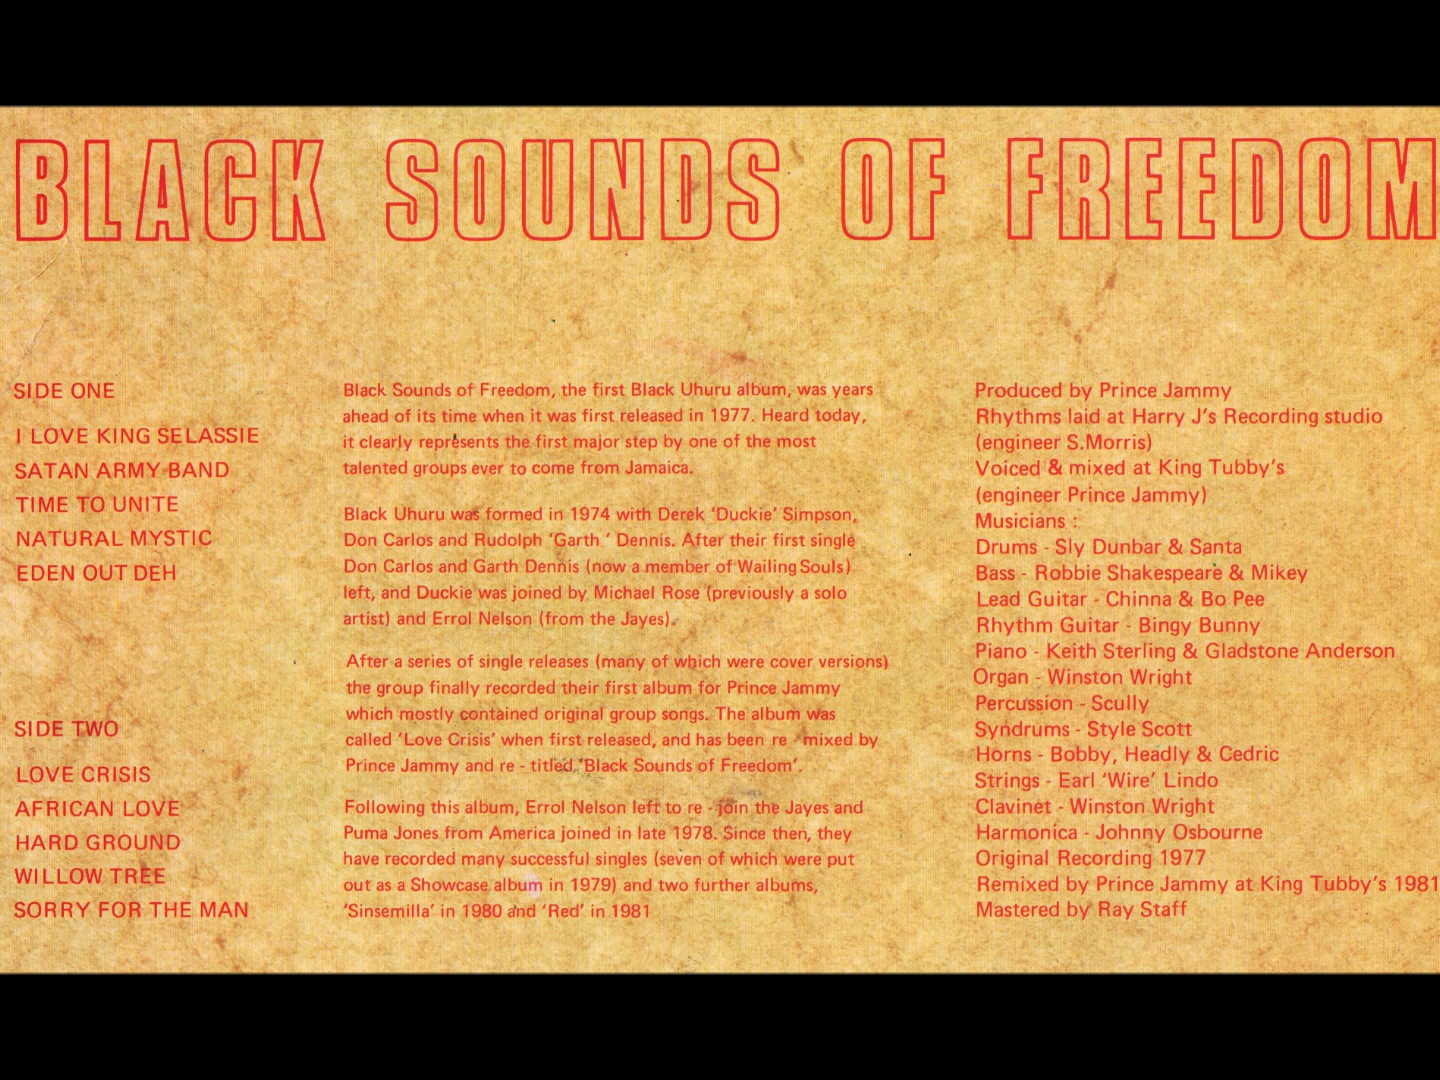 BLACK SOUNDS OF FREEDOM
SIDE ONE
I LOVE KING SELASSIE
SATAN ARMY BAND
TIME TO UNITE
NATURAL MYSTIC
EDEN OUT DEH
SIDE TWO
LOVE CRISIS
AFRICAN LOVE
HARD GROUND
WILLOW TREE
SORRY FOR THE MAN
Black Sounds of Freedom, the first Black Uhuru album, was years
ahead of its time when it was first released in 1977. Heard today,
it clearly represents the first major step by one of the most
talented groups ever to come from Jamaica.
Black Uhuru was formed in 1974 with Derek ‘Duckie’ Simpson,
Don Carlos and Rudolph ‘Garth ’ Dennis. After their first single
Don Carlos and Garth Dennis (now a member of Wailing Souls)
left, and Duckie was joined by Michael Rose (previously a solo
artist) and Errol Nelson (from the Jayes).
After a series of single releases (many of which were cover versions)
the group finally recorded their first album for Prince Jammy
which mostly contained original group songs. The album was
called ‘Love Crisis’ when first released, and has been re - mixed by
Prince Jammy and re - titled ‘Black Sounds of Freedom’.
Following this album, Errol Nelson left to re - join the Jayes and
Puma Jones from America joined in late 1978. Since then, they
have recorded many successful singles (seven of which were put
out as a Showcase album in 1979) and two further albums,
‘Sinsemilla’ in 1980 and ‘Red’ in 1981
Produced by Prince Jammy
Rhythms laid at Harry J’s Recording studio
(engineer S.Morris)
Voiced & mixed at King Tubby’s
(engineer Prince Jammy)
Musicians :
Drums - Sly Dunbar & Santa
Bass - Robbie Shakespeare & Mikey
Lead Guitar - Chinna & Bo Pee
Rhythm Guitar - Bingy Bunny
Piano - Keith Sterling & Gladstone Anderson
Organ - Winston Wright
Percussion - Scully
Syndrums - Style Scott
Horns - Bobby, Headly & Cedric
Strings - Earl ‘Wire’ Lindo
Clavinet - Winston Wright
Harmonica - Johnny Osbourne
Original Recording 1977
Remixed by Prince Jammy at King Tubby’s 1981
Mastered by Ray Staff